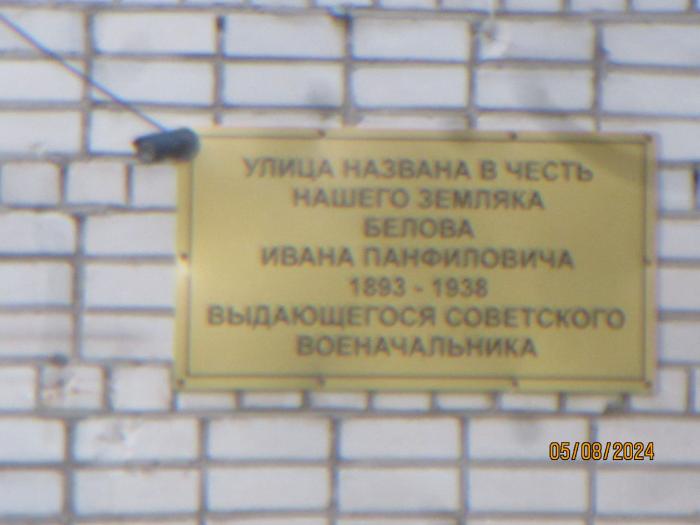 УЛИЦА НАЗВАНА В ЧЕСТЬ
НАШЕГО ЗЕМЛЯКА
БЕЛОВА
ИВАНА ПАНФИЛОВИЧА
1893 - 1938
ВЫДАЮЩЕГОСЯ СОВЕТСКОГО
ВОЕНАЧАЛЬНИКА
05/08/2024